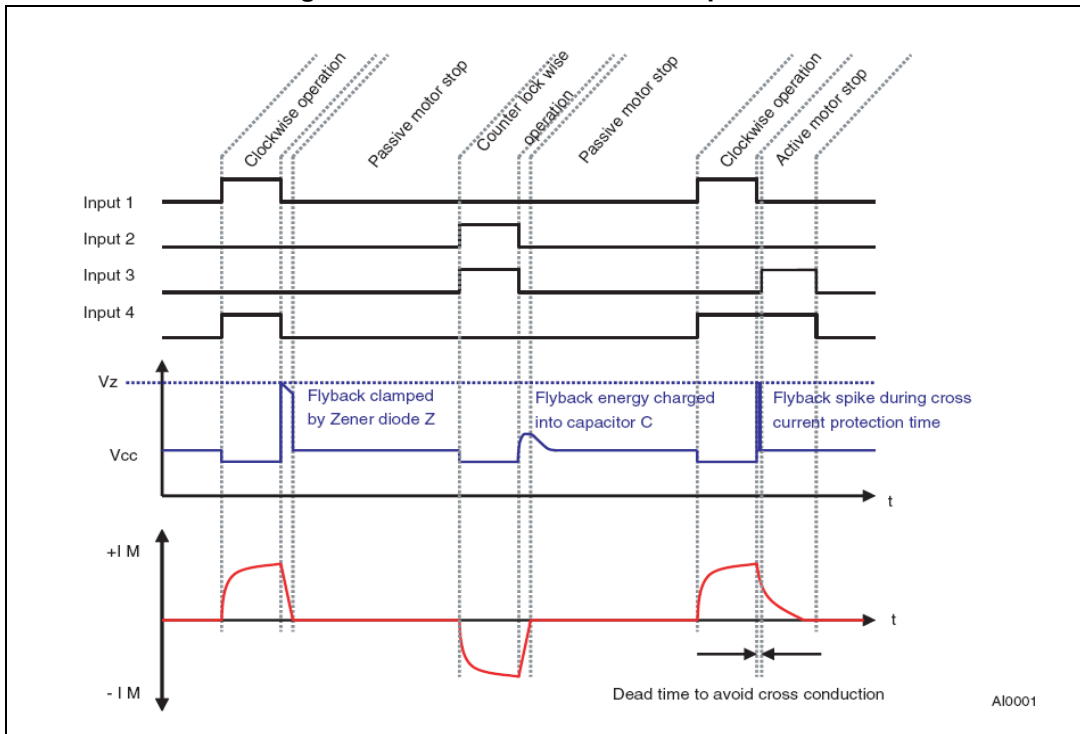 Clockwise operation
Passive motor stop
Counter lock wise
operation
Passive motor stop
Clockwise operation
Active motor stop
Input 1
Input 2
Input 3
Input 4
Vz
Flyback clamped
by Zener diode Z
Flyback energy charged
into capacitor C
Flyback spike during cross
current protection time
Vcc
t
+I M
t
- I M
Dead time to avoid cross conduction
AI0001